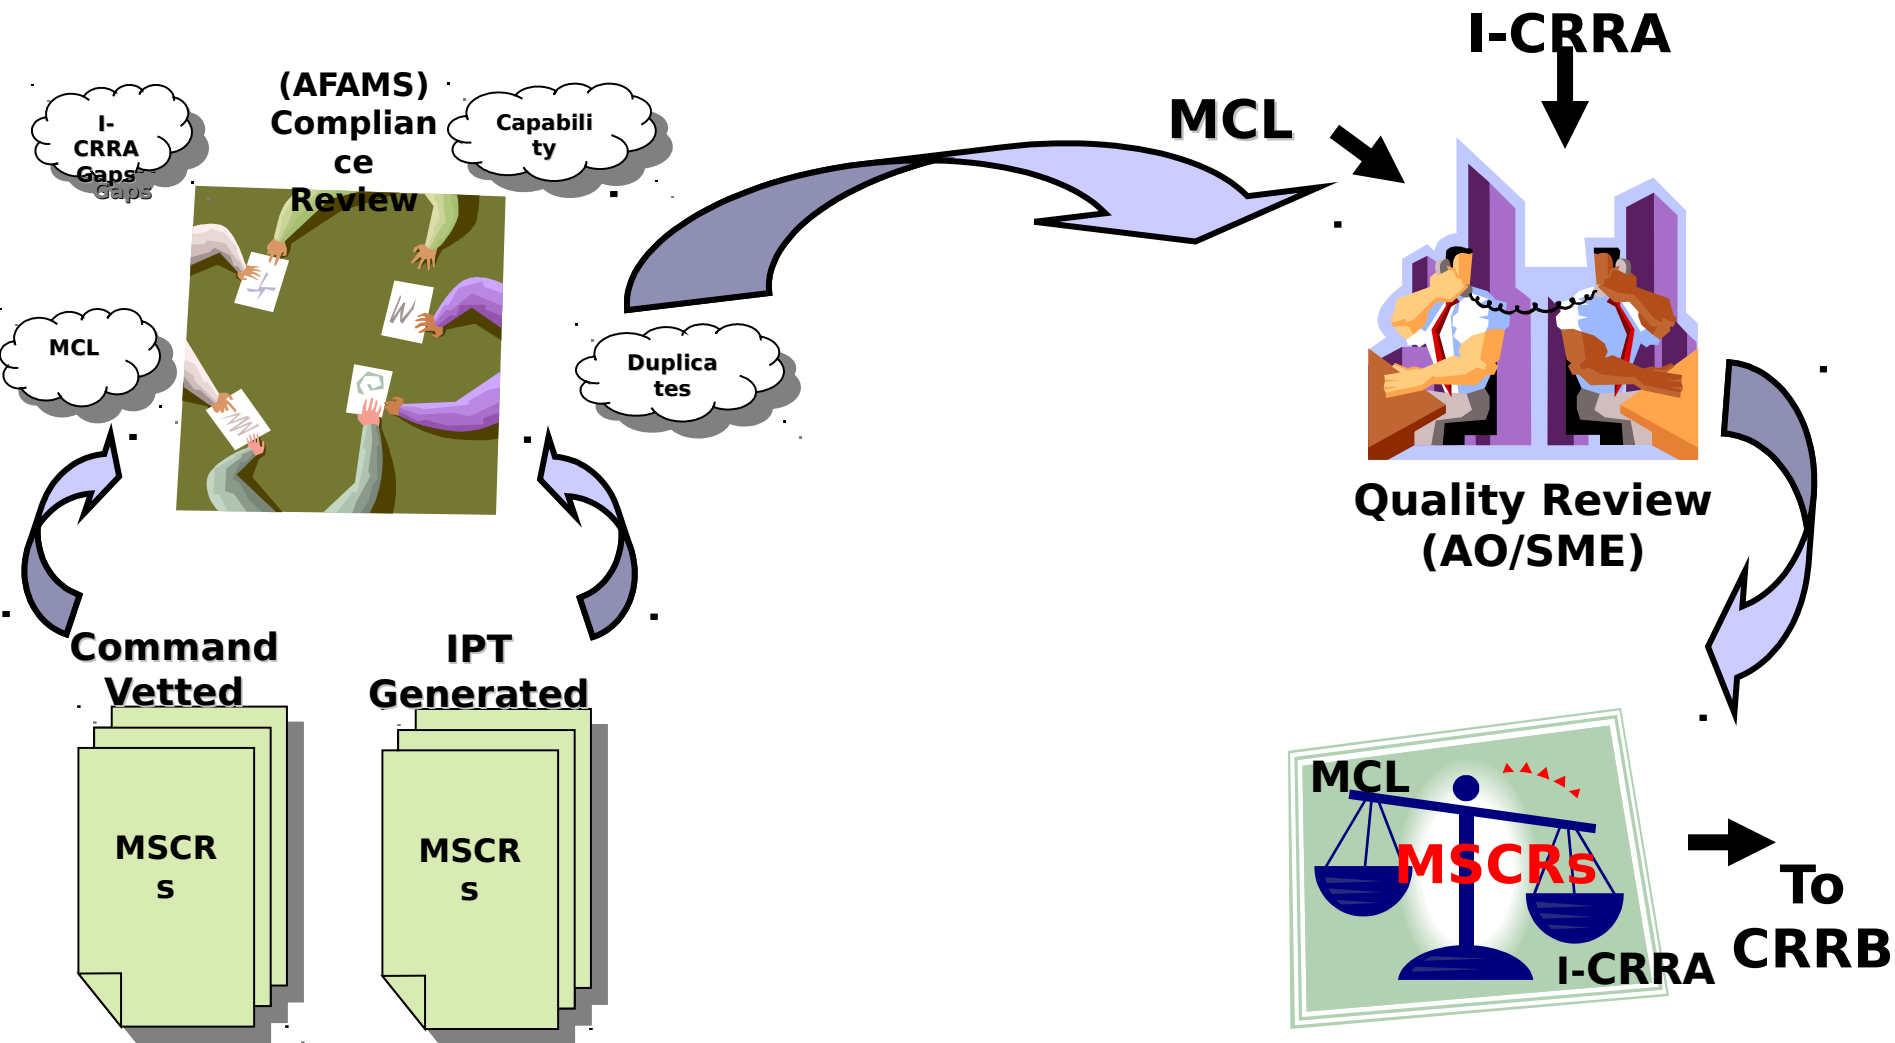 I-CRRA
(AFAMS)
Complian
ce
Review
I-
CRRA
Gaps
Capabili
ty
MCL
MCL
Duplica
tes
Quality Review
(AO/SME)
Command
Vetted
IPT
Generated
MSCR
s
MSCR
s
MCL
MSCRs
I-CRRA
To
CRRB